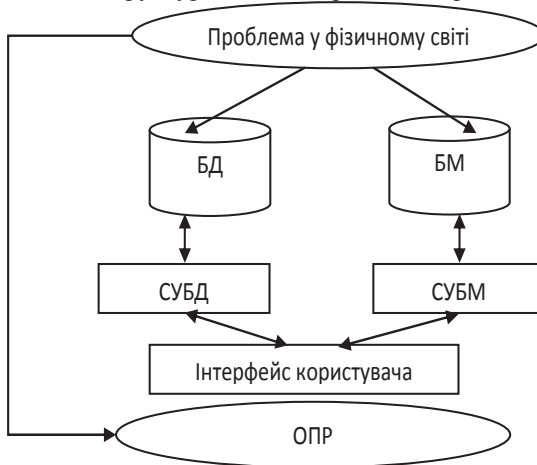 Проблема у фізичному світі
БД
БМ
СУБД
СУБМ
Інтерфейс користувача
ОПР